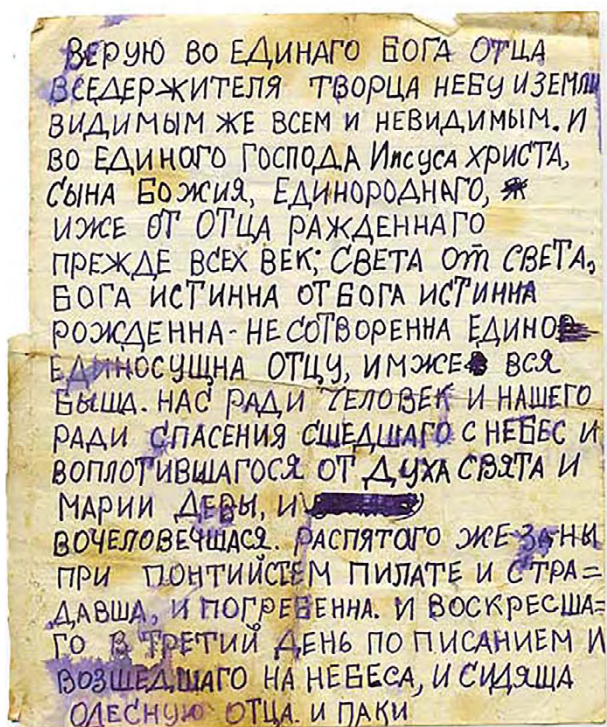 ВЕРУЮ ВО ЕДИНАГО БОГА ОТЦА
ВСЕДЕРЖИТЕЛЯ ТВОРЦА НЕБУ И ЗЕМЛИ
ВИДИМЫМ ЖЕ ВСЕМ И НЕВИДИМЫМ. И
ВО ЕДИНОГО ГОСПОДА Иисуса ХРИСТА,
СЫНА БОЖИЯ, ЕДИНОРОДНАГО,
ИЖЕ ОТ ОТЦА РАЖДЕННАГО
ПРЕЖДЕ ВСЕХ ВЕК; СВЕТА От СВЕТА,
БОГА ИСТИННА ОТ БОГА ИСТИННА
РОЖДЕННА - НЕ СОТВОРЕННА ЕДИНО
ЕДИНОСУЩНА ОТЦУ, ИМЖЕ ВСЯ
БЫША. НАС РАДИ ЧЕЛОВЕК И НАШЕГО
РАДИ СПАСЕНИЯ СШЕДШАГО С НЕБЕС И
ВОПЛОТИВШАГОСЯ ОТ ДУХА СВЯТА И
МАРИИ ДЕВЫ, И
ВОЧЕЛОВЕЧШАСЯ. РАСПЯТОГО ЖЕ ЗА НЫ
ПРИ ПОНТИЙСТЕМ ПИЛАТЕ И СТРА=
ДАВША, И ПОГРЕБЕННА. И ВОСКРЕСША=
ГО В ТРЕТИЙ ДЕНЬ ПО ПИСАНИЕМ И
ВОЗШЕДШАГО НА НЕБЕСА, И СИДЯЩА
ОДЕСНУЮ ОТЦА. И ПАКИ